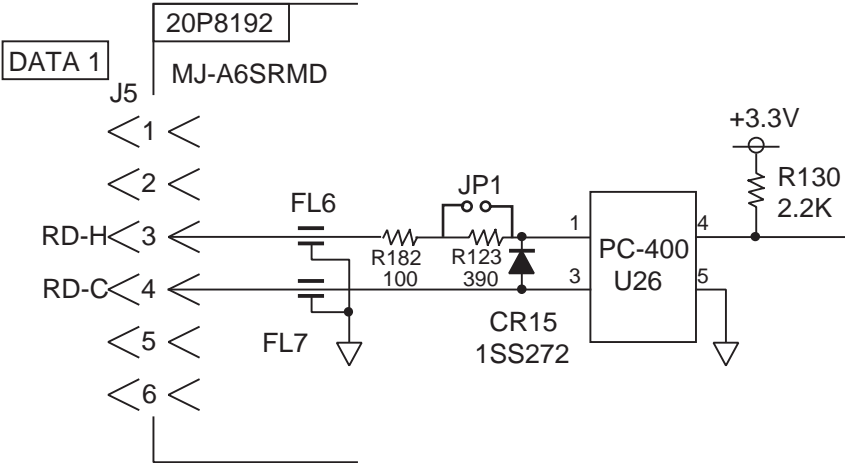 20P8192
DATA 1
MJ-A6SRMD
J5
1
2
RD-H 3
RD-C 4
5
6
FL6
FL7
R182
100
JP1
R123
390
CR15
1SS272
1
3
PC-400
U26
4
5
+3.3V
R130
2.2K